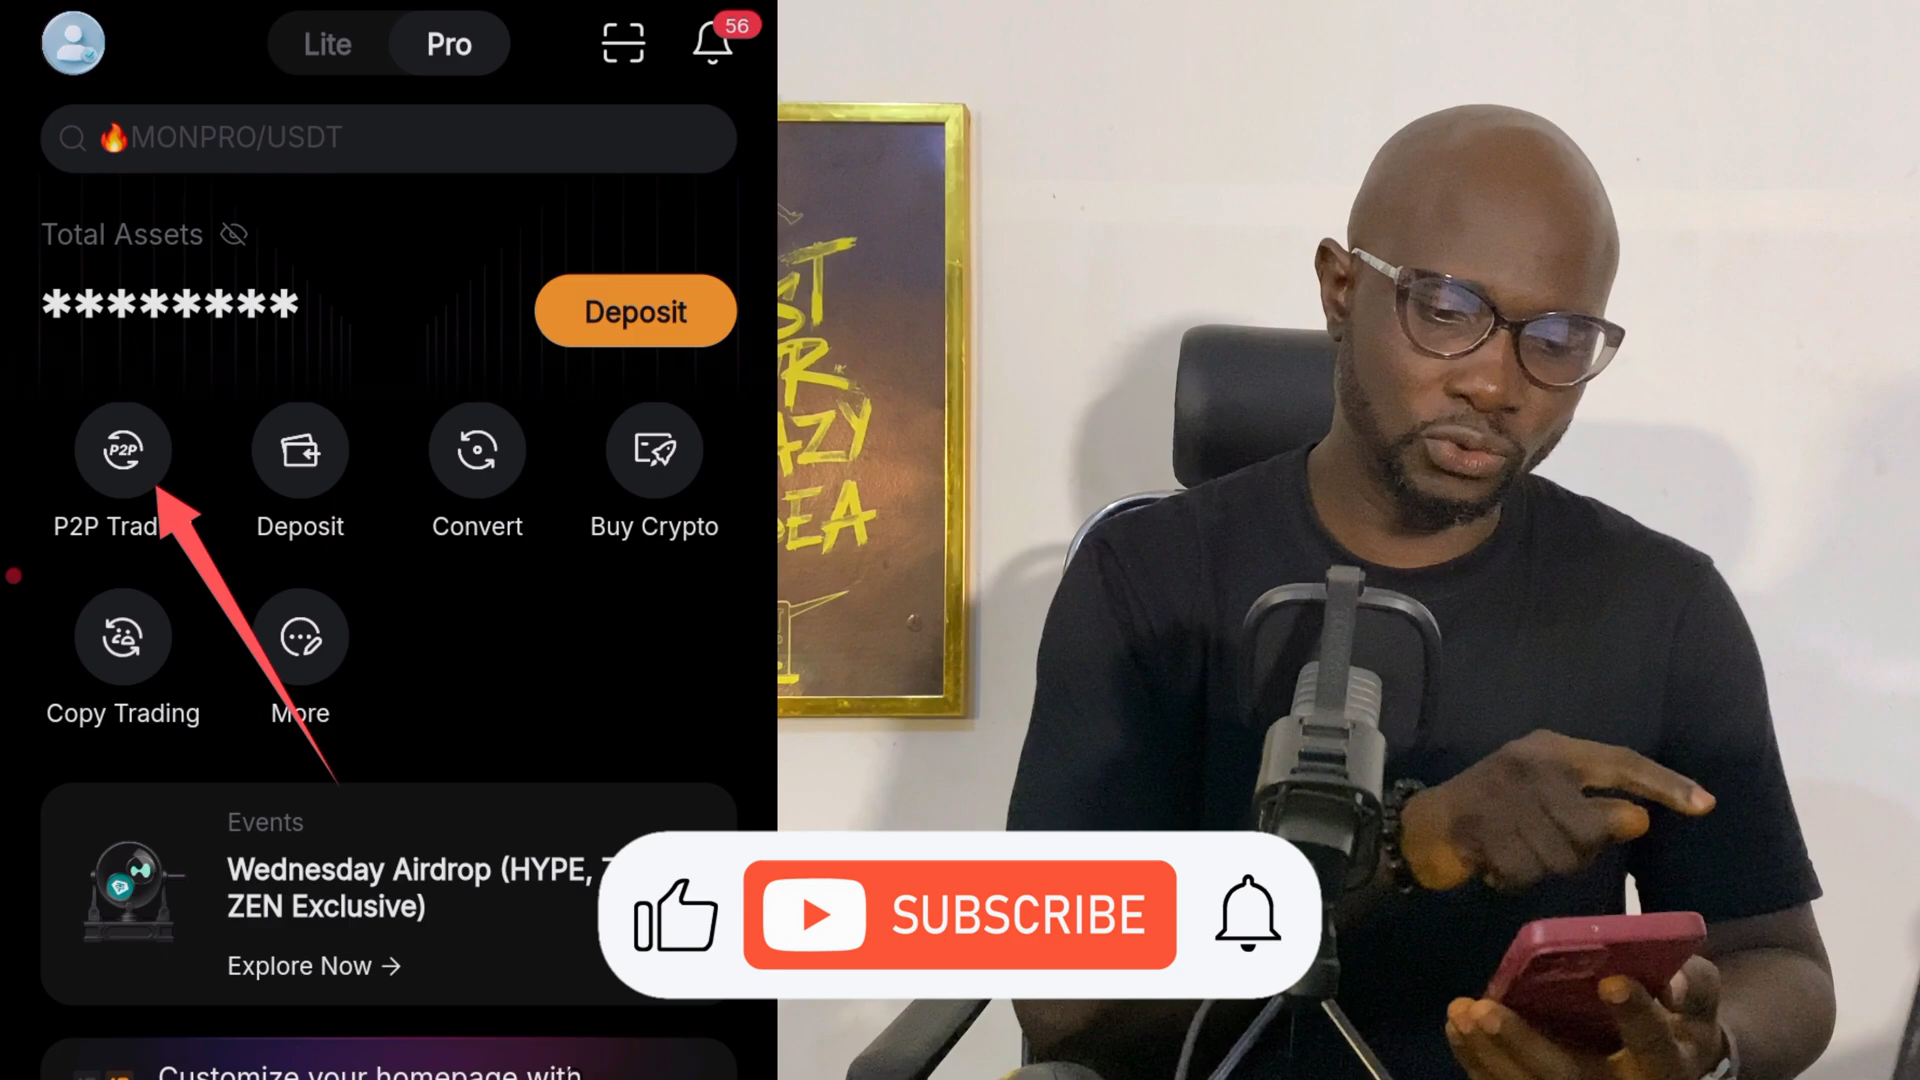 Lite Pro 56
🔥MONPRO/USDT
Total Assets
********
Deposit
P2P
P2P Trad
Deposit
Convert
Buy Crypto
Copy Trading
More
Events
Wednesday Airdrop (HYPE,
ZEN Exclusive)
Explore Now →
Customize your homepage with
SUBSCRIBE